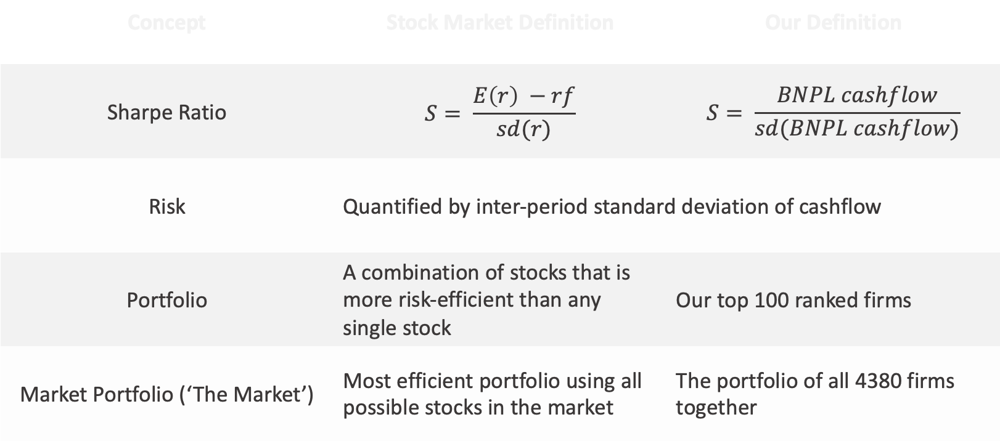 Concept Stock Market Definition Our Definition
Sharpe Ratio
S = E(r) − rf / sd(r)
S = BNPL cashflow / sd(BNPL cashflow)
Risk
Quantified by inter-period standard deviation of cashflow
Portfolio
A combination of stocks that is
more risk-efficient than any
single stock
Our top 100 ranked firms
Market Portfolio (‘The Market’)
Most efficient portfolio using all
possible stocks in the market
The portfolio of all 4380 firms
together